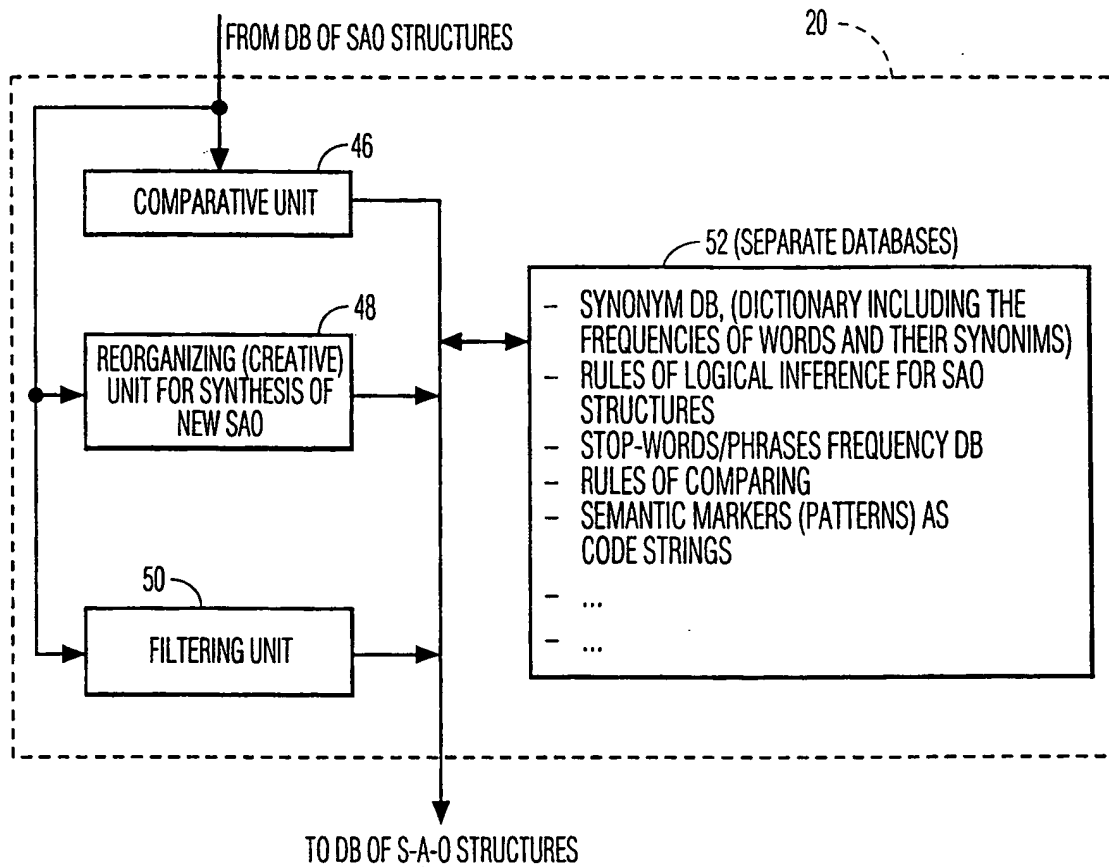 FROM DB OF SAO STRUCTURES
20
46
COMPARATIVE UNIT
48
REORGANIZING (CREATIVE)
UNIT FOR SYNTHESIS OF
NEW SAO
50
FILTERING UNIT
52 (SEPARATE DATABASES)
- SYNONYM DB, (DICTIONARY INCLUDING THE
FREQUENCIES OF WORDS AND THEIR SYNONIMS)
- RULES OF LOGICAL INFERENCE FOR SAO
STRUCTURES
- STOP-WORDS/PHRASES FREQUENCY DB
- RULES OF COMPARING
- SEMANTIC MARKERS (PATTERNS) AS
CODE STRINGS
- ...
- ...
TO DB OF S-A-O STRUCTURES